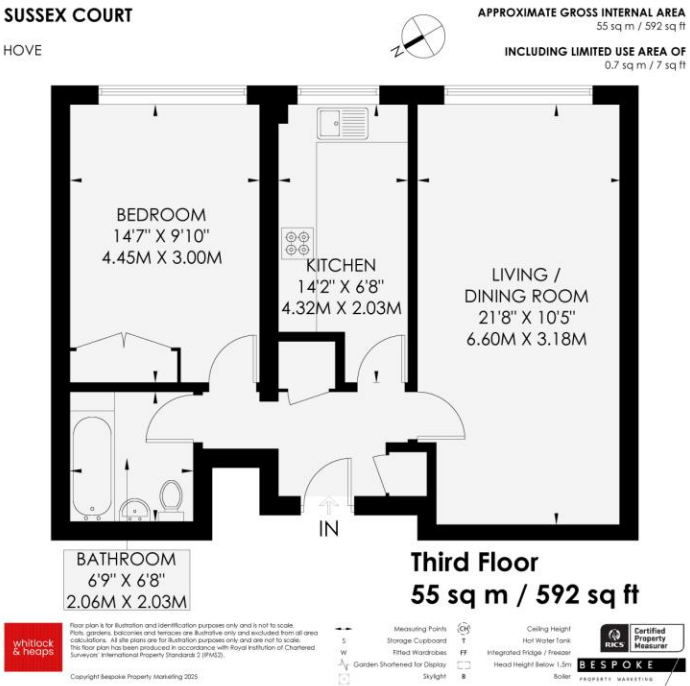 SUSSEX COURT
HOVE
APPROXIMATE GROSS INTERNAL AREA
55 sq m / 592 sq ft
INCLUDING LIMITED USE AREA OF
0.7 sq m / 7 sq ft
N
BEDROOM
14'7" X 9'10"
4.45M X 3.00M
KITCHEN
14'2" X 6'8"
4.32M X 2.03M
LIVING /
DINING ROOM
21'8" X 10'5"
6.60M X 3.18M
IN
BATHROOM
6'9" X 6'8"
2.06M X 2.03M
Third Floor
55 sq m / 592 sq ft
whitlock
& heaps
Floor plan is for illustration and identification purposes only and is not to scale.
Plots, gardens, balconies and terraces are illustrative only and excluded from all area
calculations. All site plans are for illustration purposes only and are not to scale.
This floor plan has been produced in accordance with Royal Institution of Chartered
Surveyors' International Property Standards 2 (IPMS2).
Copyright Bespoke Property Marketing 2025
Measuring Points
S Storage Cupboard
W Fitted Wardrobes
Garden Shortened for Display
Skylight
CH Ceiling Height
T Hot Water Tank
FF Integrated Fridge / Freezer
Head Height Below 1.5m
B Boiler
RICS
Certified
Property
Measurer
BESPOKE
PROPERTY MARKETING